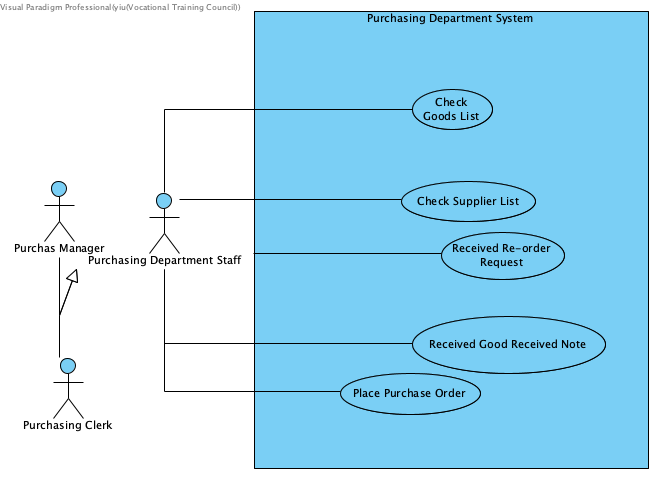 Visual Paradigm Professional(yiu(Vocational Training Council))
Purchasing Department System
Check
Goods List
Check Supplier List
Purchas Manager
Purchasing Department Staff
Received Re-order
Request
Received Good Received Note
Place Purchase Order
Purchasing Clerk